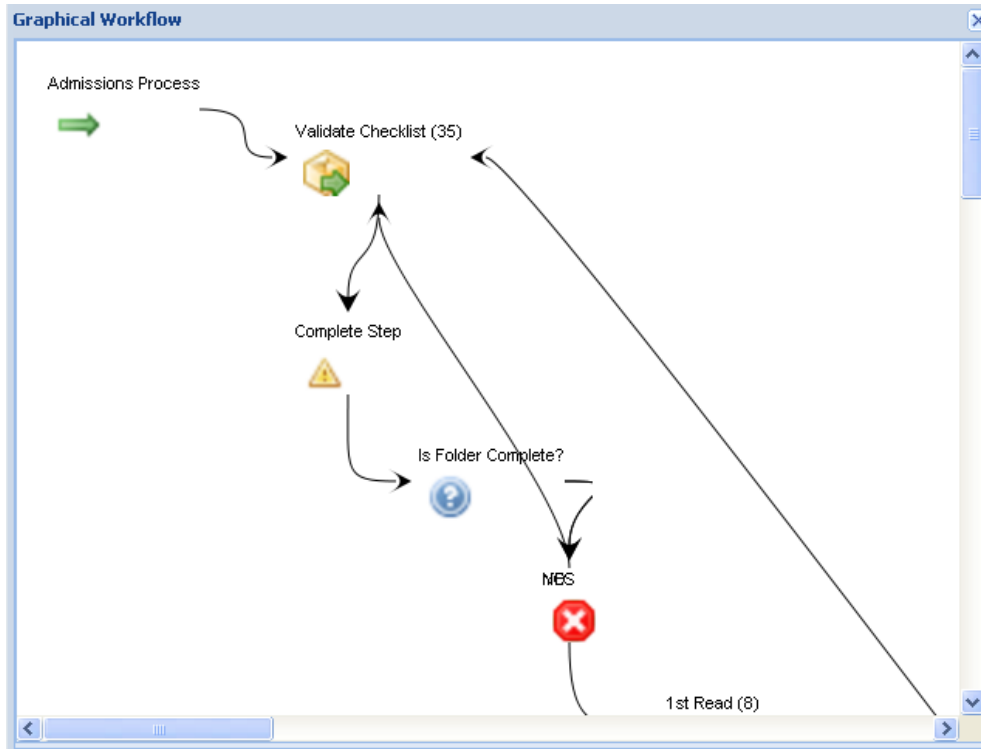 Graphical Workflow
Admissions Process
Validate Checklist (35)
Complete Step
Is Folder Complete?
1st Read (8)